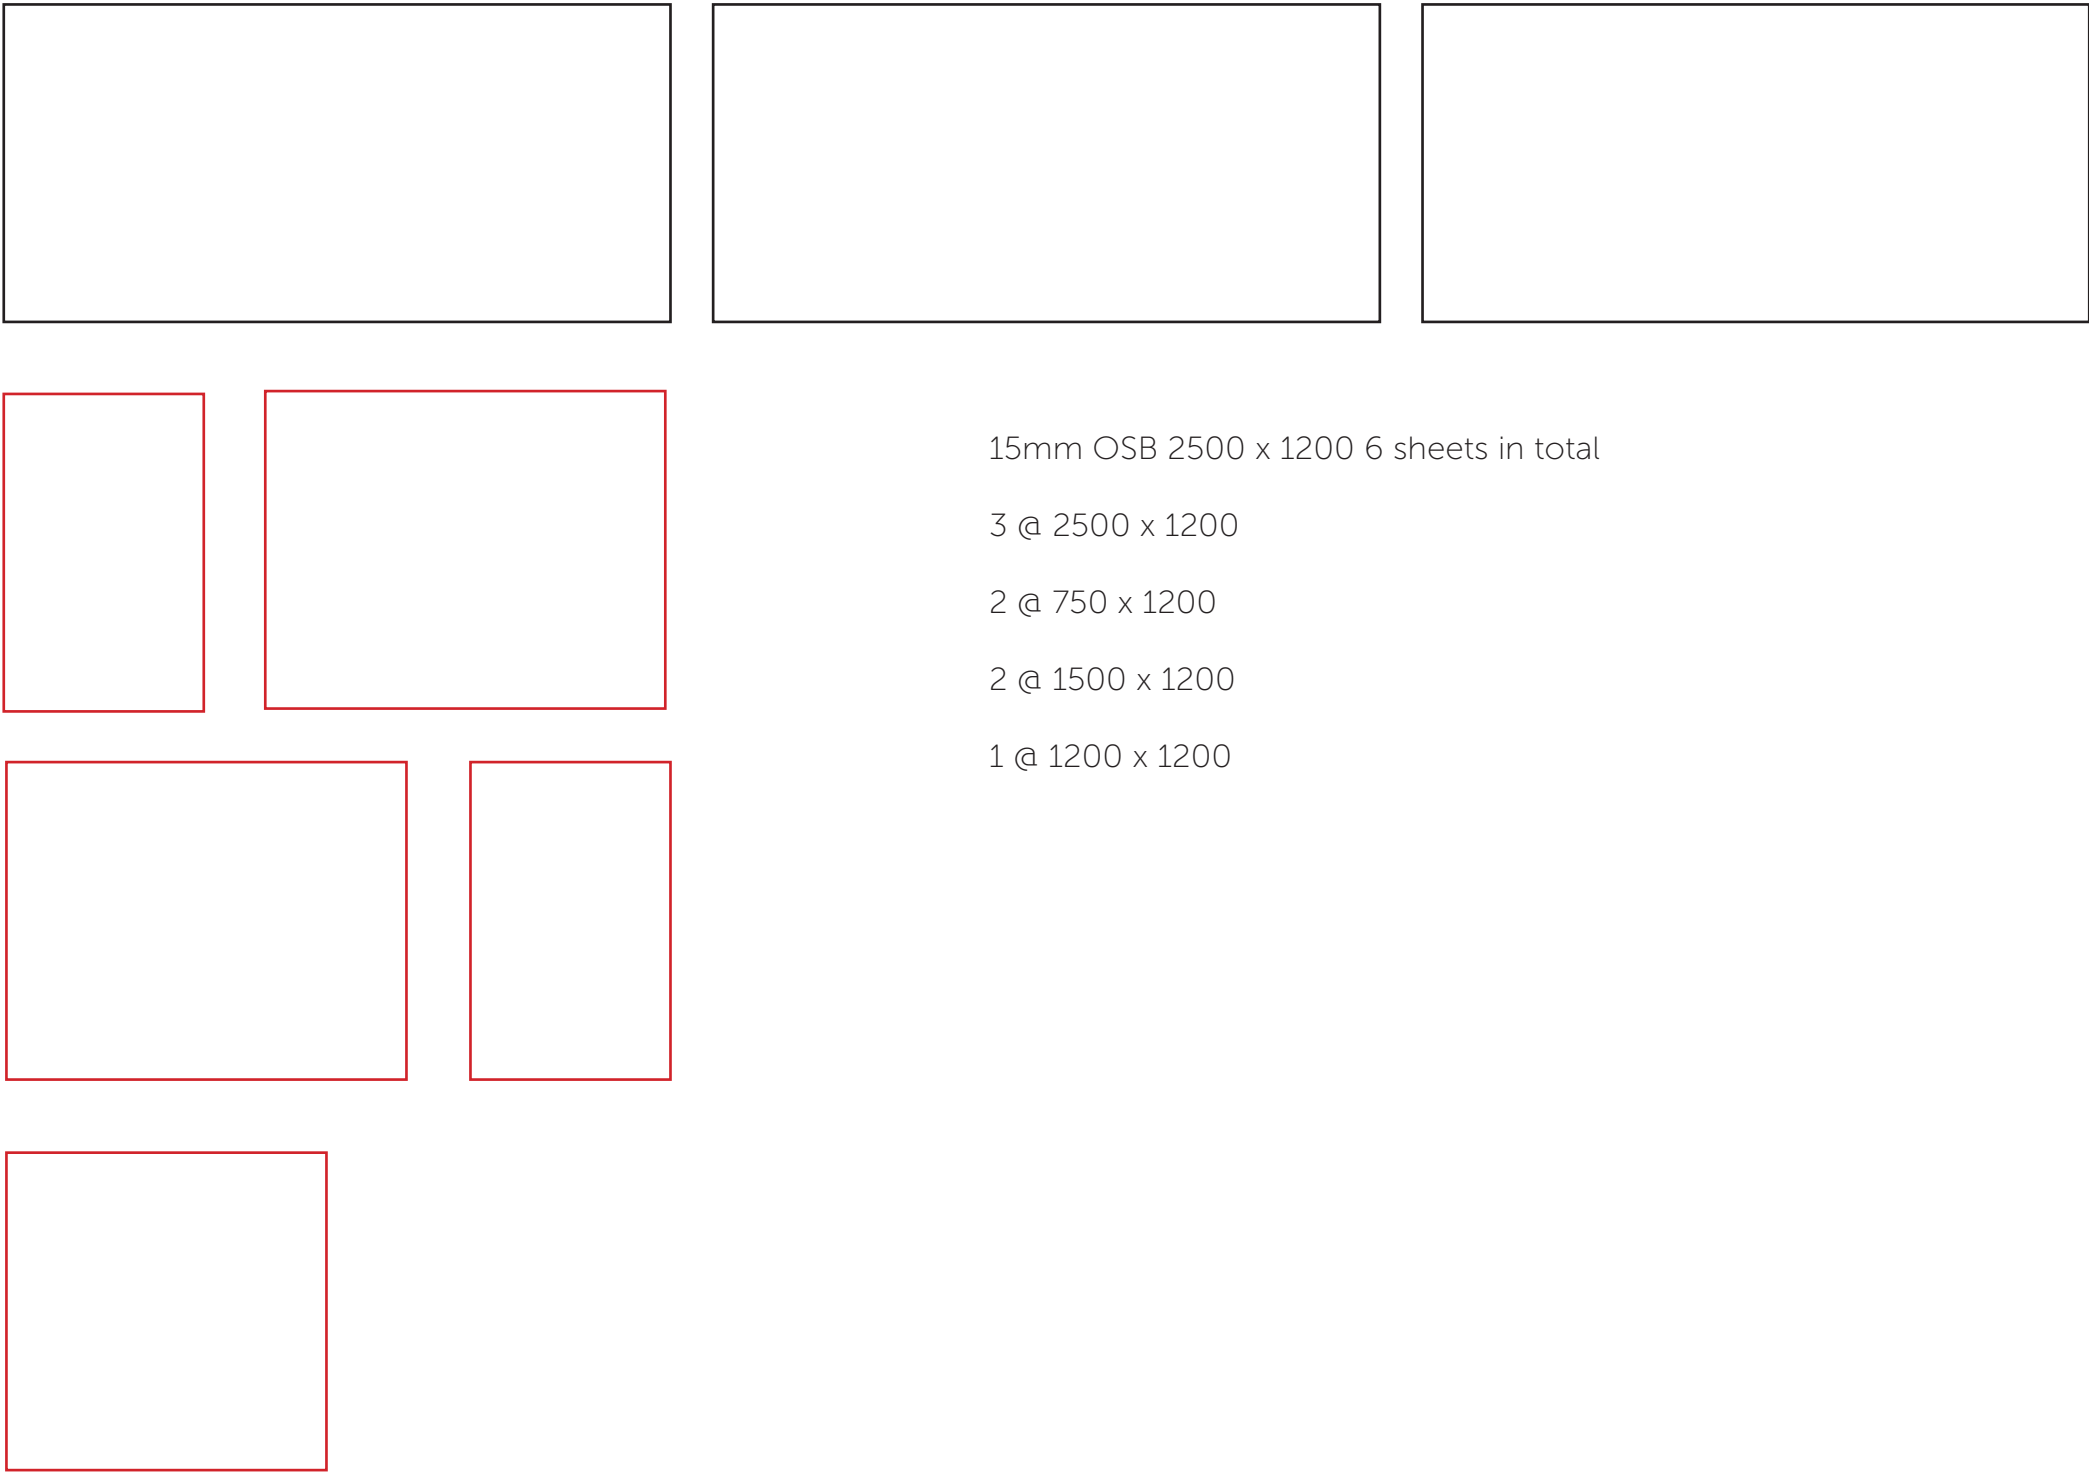 15mm OSB 2500 x 1200 6 sheets in total
3 @ 2500 x 1200
2 @ 750 x 1200
2 @ 1500 x 1200
1 @ 1200 x 1200